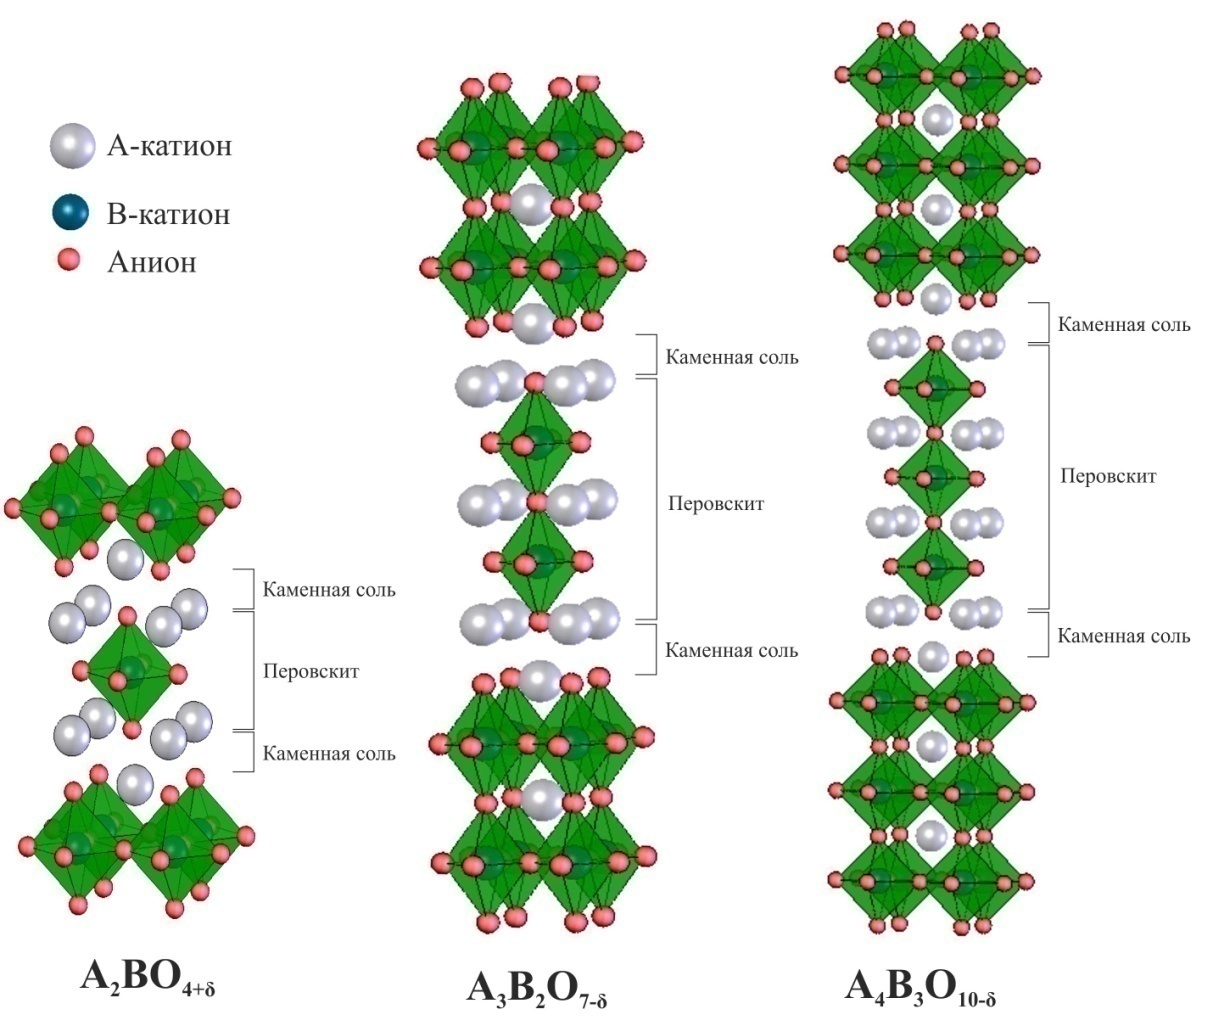 А-катион
В-катион
Анион
Каменная соль
Перовскит
Каменная соль
A₂BO₄₊δ
Каменная соль
Перовскит
Каменная соль
A₃B₂O₇₋δ
Каменная соль
Перовскит
Каменная соль
A₄B₃O₁₀₋δ